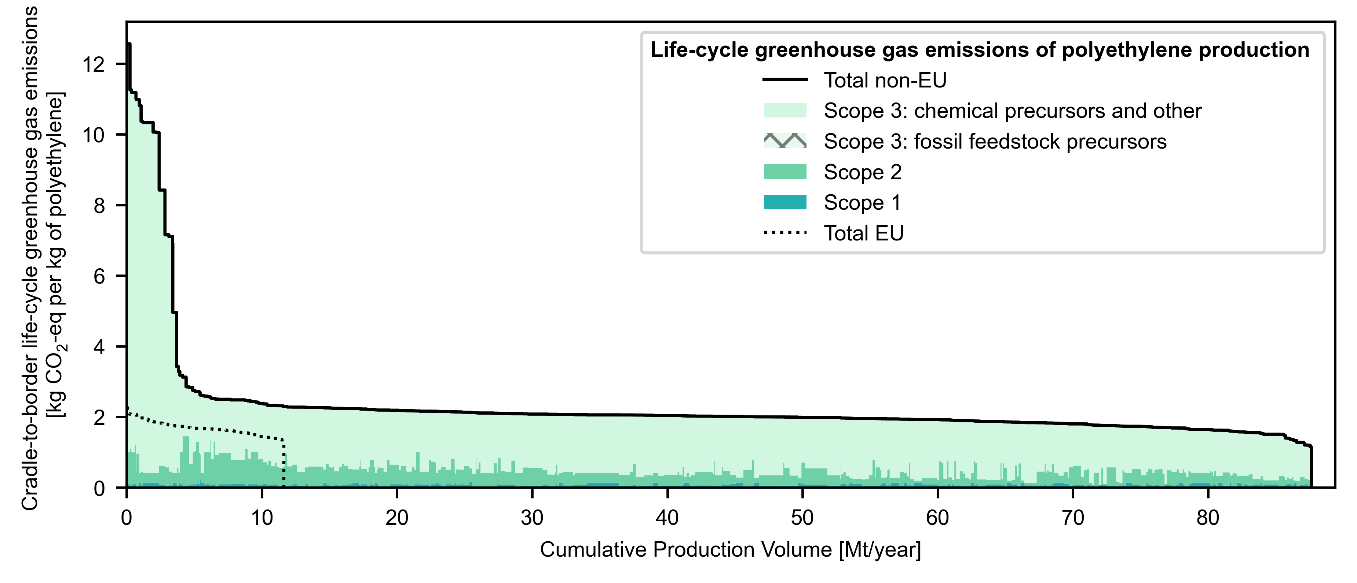 Cradle-to-border life-cycle greenhouse gas emissions
[kg CO₂-eq per kg of polyethylene]
12
10
8
6
4
2
0
Life-cycle greenhouse gas emissions of polyethylene production
Total non-EU
Scope 3: chemical precursors and other
Scope 3: fossil feedstock precursors
Scope 2
Scope 1
Total EU
0 10 20 30 40 50 60 70 80
Cumulative Production Volume [Mt/year]